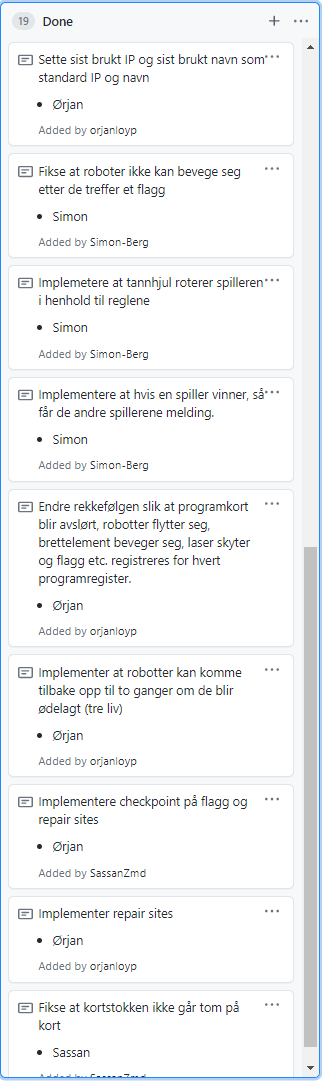 19 Done
Sette sist brukt IP og sist brukt navn som
standard IP og navn
Ørjan
Added by orjanloyp
Fikse at roboter ikke kan bevege seg
etter de treffer et flagg
Simon
Added by Simon-Berg
Implemetere at tannhjul roterer spilleren
i henhold til reglene
Simon
Added by Simon-Berg
Implementere at hvis en spiller vinner, så
får de andre spillerene melding.
Simon
Added by Simon-Berg
Endre rekkefølgen slik at programkort
blir avslørt, robotter flytter seg,
brettelement beveger seg, laser skyter
og flagg etc. registreres for hvert
programregister.
Ørjan
Added by orjanloyp
Implementer at robotter kan komme
tilbake opp til to ganger om de blir
ødelagt (tre liv)
Ørjan
Added by orjanloyp
Implementere checkpoint på flagg og
repair sites
Ørjan
Added by SassanZmd
Implementer repair sites
Ørjan
Added by orjanloyp
Fikse at kortstokken ikke går tom på
kort
Sassan
Added by SassanZmd